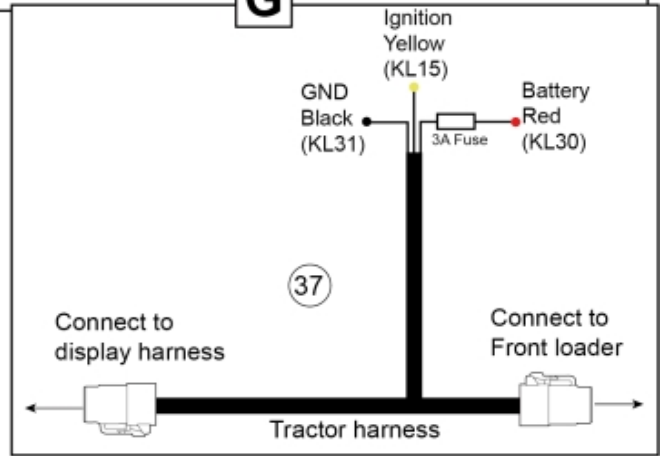 G
Ignition
Yellow
(KL15)
GND
Black
(KL31)
Battery
Red
(KL30)
3A Fuse
37
Connect to
display harness
Connect to
Front loader
Tractor harness